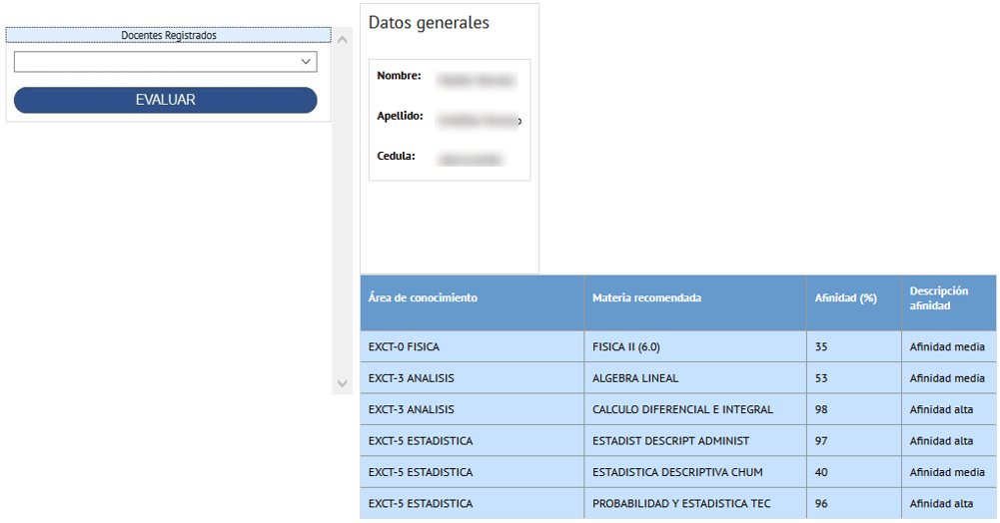 Docentes Registrados
EVALUAR
Datos generales
Nombre:
Apellido:
Cedula:
Área de conocimiento Materia recomendada Afinidad (%) Descripción afinidad
EXCT-0 FISICA FISICA II (6.0) 35 Afinidad media
EXCT-3 ANALISIS ALGEBRA LINEAL 53 Afinidad media
EXCT-3 ANALISIS CALCULO DIFERENCIAL E INTEGRAL 98 Afinidad alta
EXCT-5 ESTADISTICA ESTADIST DESCRIPT ADMINIST 97 Afinidad alta
EXCT-5 ESTADISTICA ESTADISTICA DESCRIPTIVA CHUM 40 Afinidad media
EXCT-5 ESTADISTICA PROBABILIDAD Y ESTADISTICA TEC 96 Afinidad alta